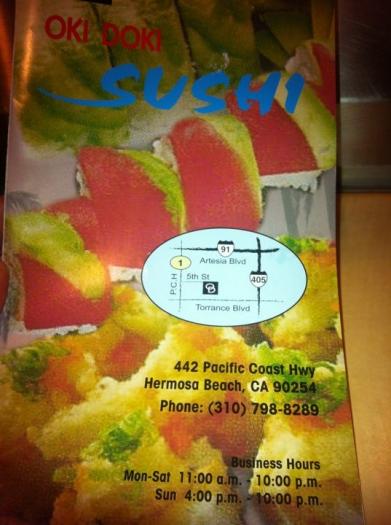 OKI DOKI
SUSHI
91
Artesia Blvd
1
P.C.H
5th St
405
Torrance Blvd
442 Pacific Coast Hwy
Hermosa Beach, CA 90254
Phone: (310) 798-8289
Business Hours
Mon-Sat 11:00 a.m. - 10:00 p.m.
Sun 4:00 p.m. - 10:00 p.m.